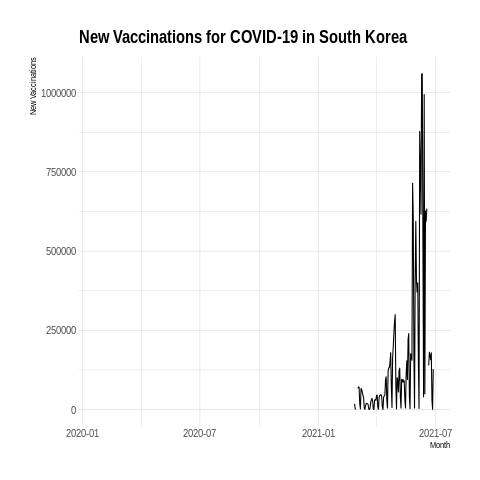 New Vaccinations for COVID-19 in South Korea
New Vaccinations
1000000
750000
500000
250000
0
2020-01 2020-07 2021-01 2021-07
Month